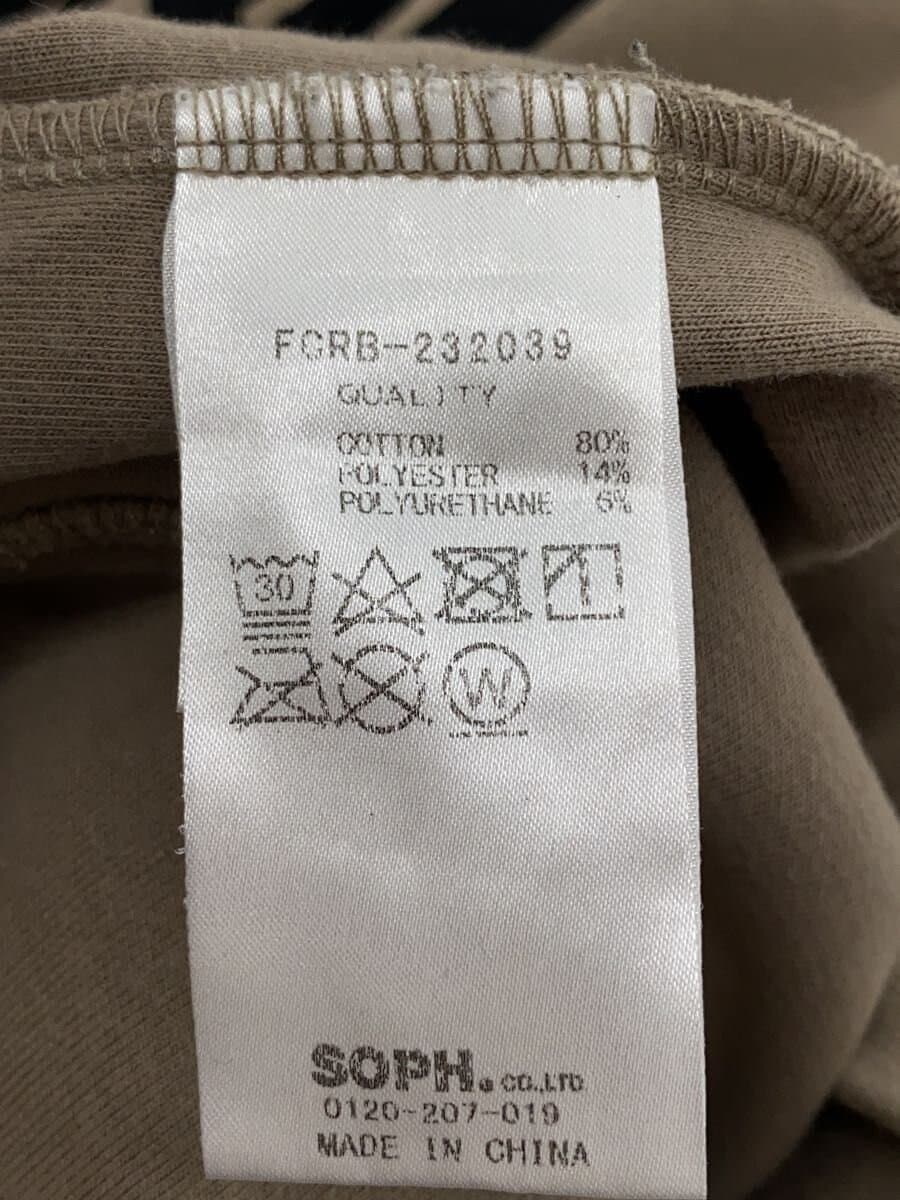 FCRB-232039
QUALITY
COTTON 80%
POLYESTER 14%
POLYURETHANE 6%
30
W
SOPH. CO.,LTD
0120-207-019
MADE IN CHINA